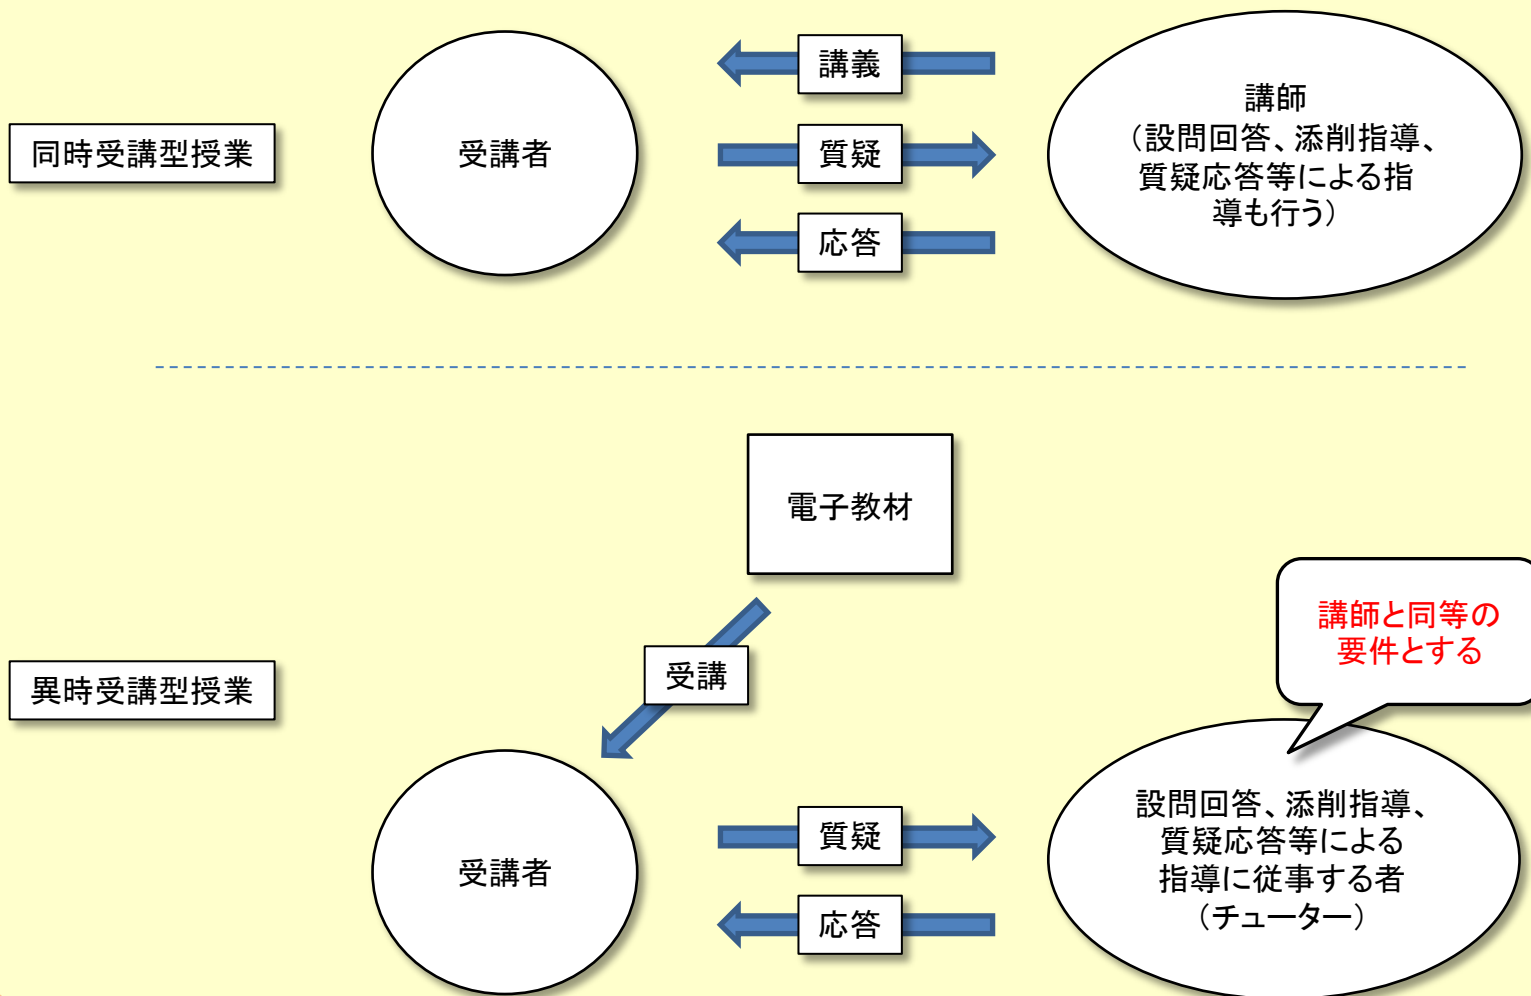 同時受講型授業
受講者
講義
質疑
応答
講師
（設問回答、添削指導、
質疑応答等による指
導も行う）
電子教材
受講
異時受講型授業
受講者
質疑
応答
講師と同等の
要件とする
設問回答、添削指導、
質疑応答等による
指導に従事する者
（チューター）